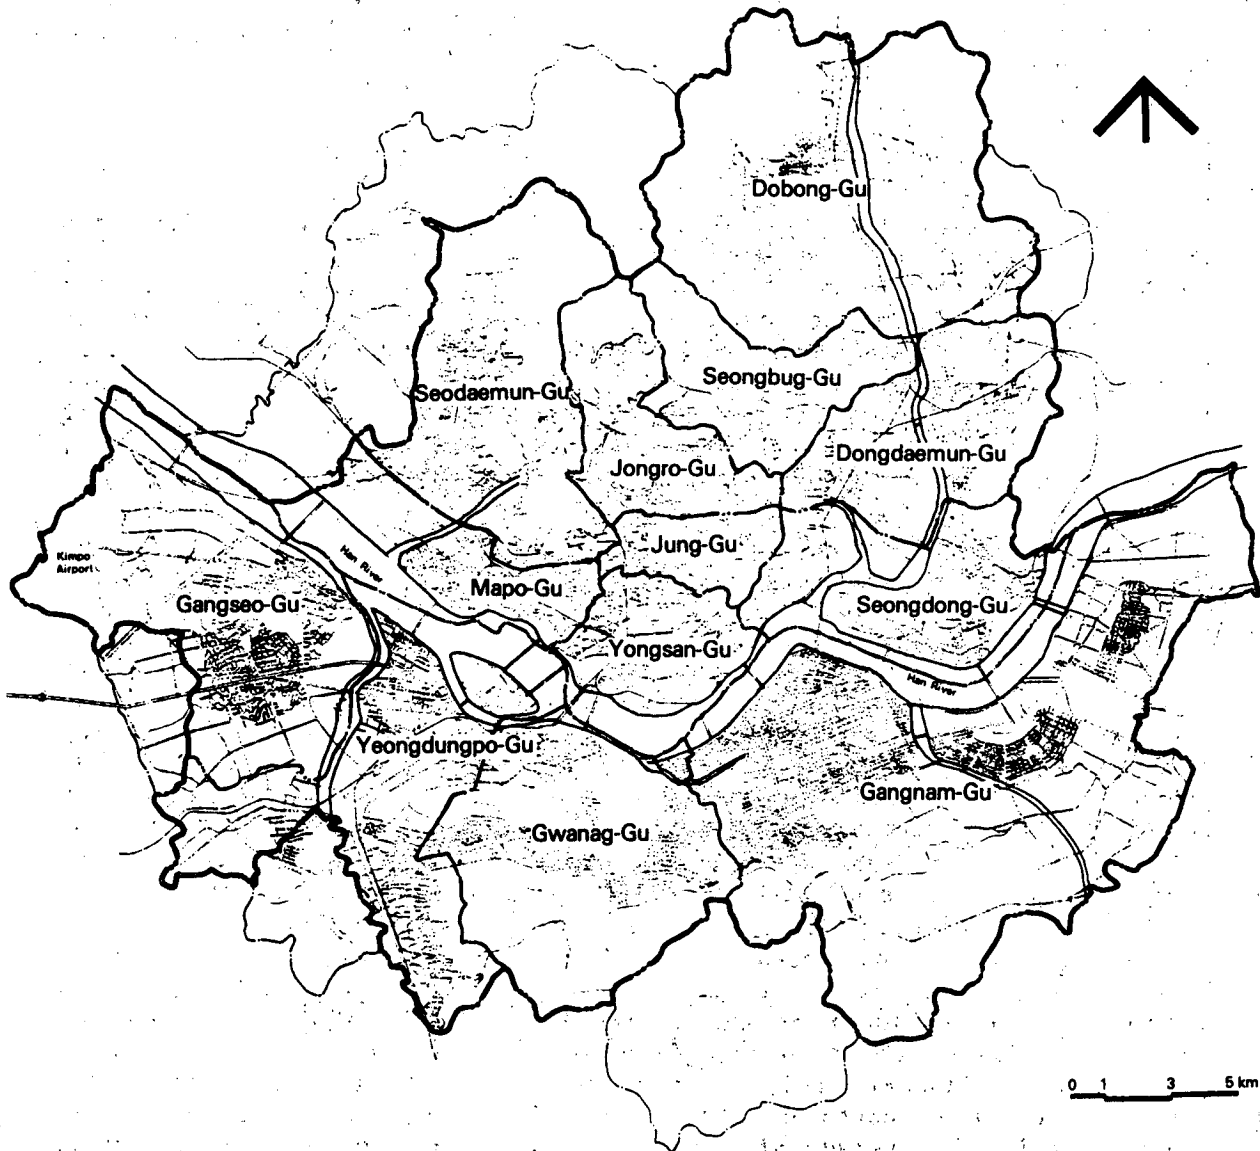 Dobong-Gu
Seongbug-Gu
Seodaemun-Gu
Dongdaemun-Gu
Jongro-Gu
Jung-Gu
Kimpo
Airport
Han River
Mapo-Gu
Gangseo-Gu
Seongdong-Gu
Yongsan-Gu
Han River
Yeongdungpo-Gu
Gangnam-Gu
Gwanag-Gu
0 1 3 5 km